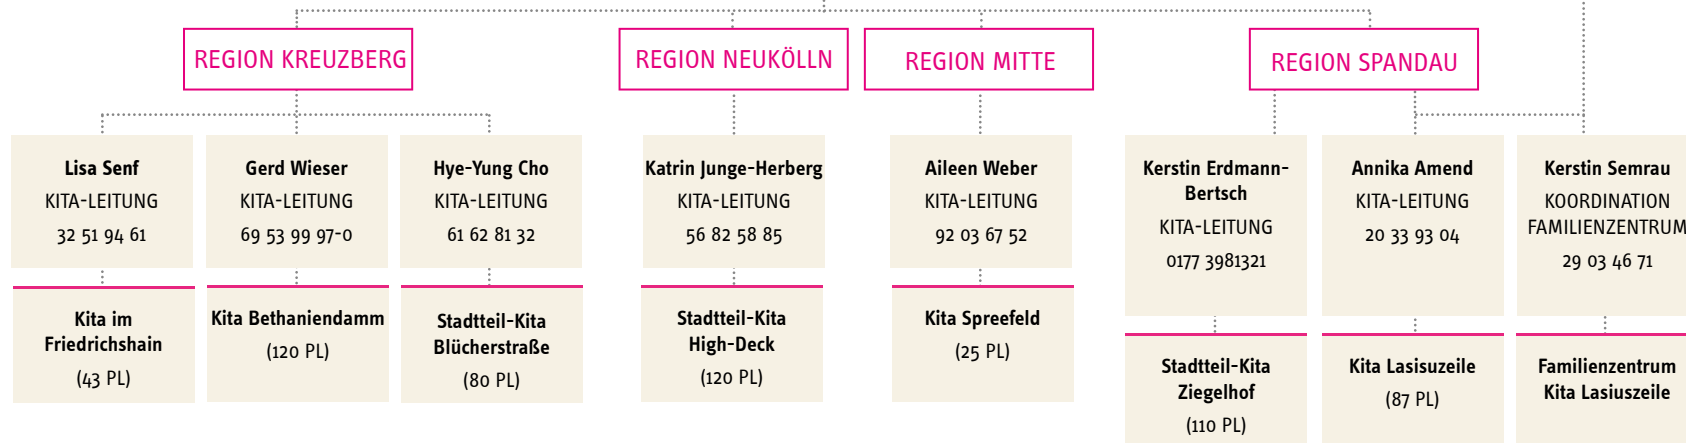 REGION KREUZBERG
REGION NEUKÖLLN
REGION MITTE
REGION SPANDAU
Lisa Senf
KITA-LEITUNG
32 51 94 61
Kita im
Friedrichshain
(43 PL)
Gerd Wieser
KITA-LEITUNG
69 53 99 97-0
Kita Bethaniendamm
(120 PL)
Hye-Yung Cho
KITA-LEITUNG
61 62 81 32
Stadtteil-Kita
Blücherstraße
(80 PL)
Katrin Junge-Herberg
KITA-LEITUNG
56 82 58 85
Stadtteil-Kita
High-Deck
(120 PL)
Aileen Weber
KITA-LEITUNG
92 03 67 52
Kita Spreefeld
(25 PL)
Kerstin Erdmann-
Bertsch
KITA-LEITUNG
0177 3981321
Stadtteil-Kita
Ziegelhof
(110 PL)
Annika Amend
KITA-LEITUNG
20 33 93 04
Kita Lasisuzeile
(87 PL)
Kerstin Semrau
KOORDINATION
FAMILIENZENTRUM
29 03 46 71
Familienzentrum
Kita Lasiuszeile